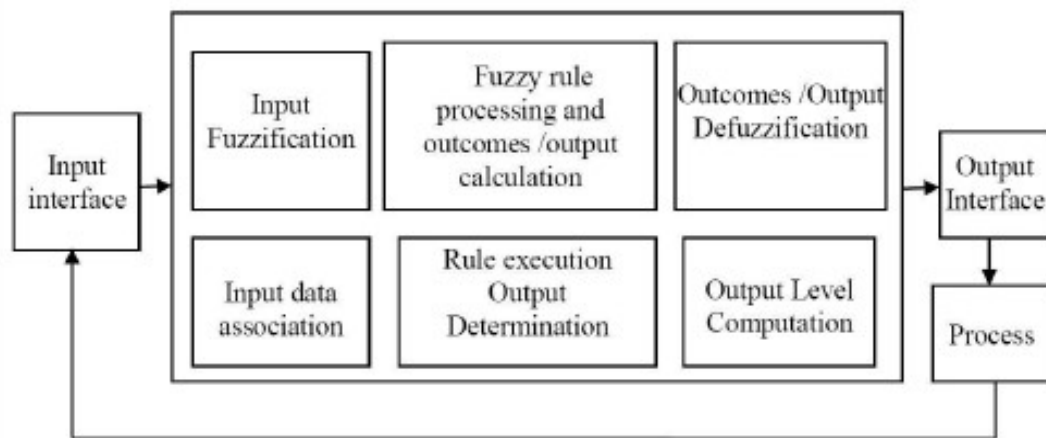 Input
interface
Input
Fuzzification
Fuzzy rule
processing and
outcomes /output
calculation
Outcomes /Output
Defuzzification
Input data
association
Rule execution
Output
Determination
Output Level
Computation
Output
Interface
Process